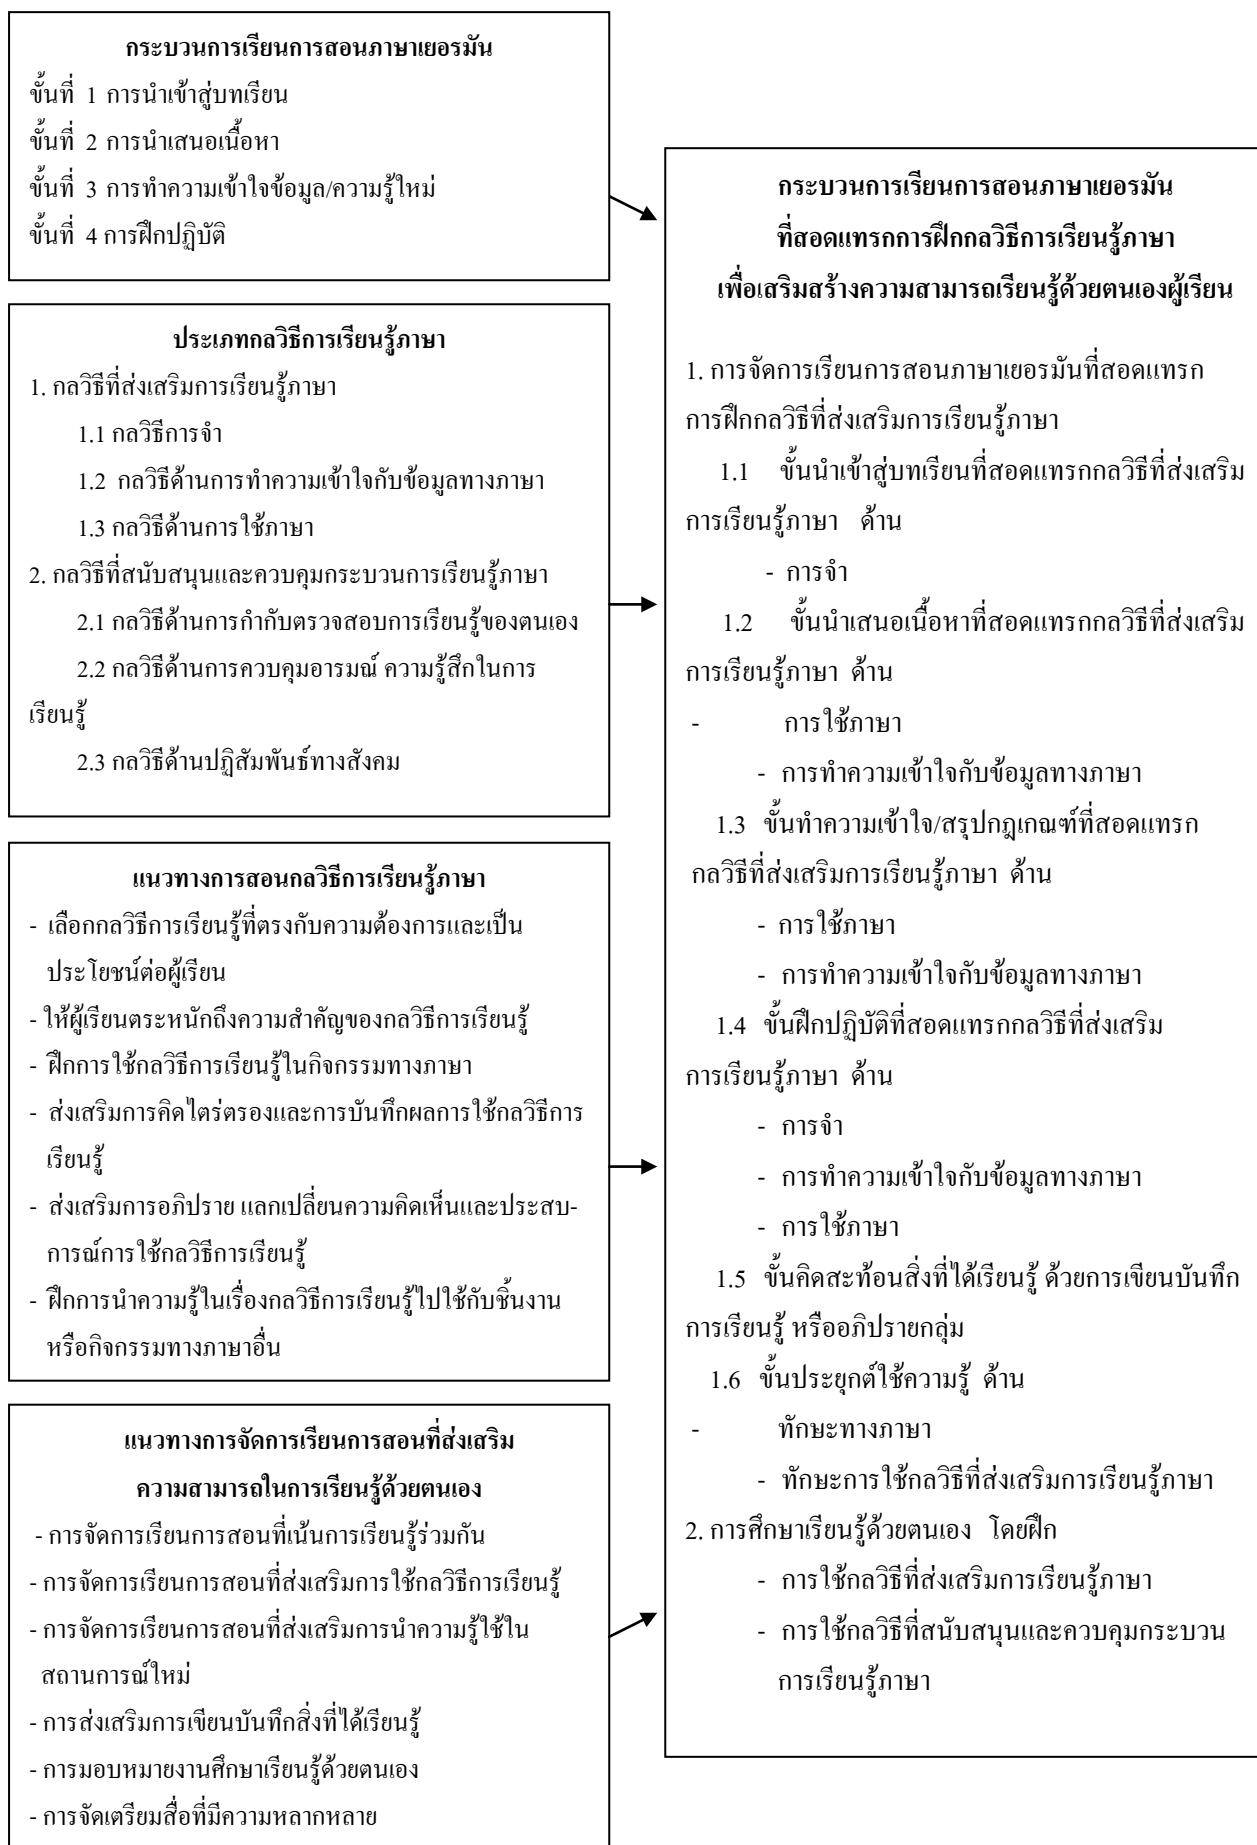 กระบวนการเรียนการสอนภาษาเยอรมัน
ขั้นที่ 1 การนำเข้าสู่บทเรียน
ขั้นที่ 2 การนำเสนอเนื้อหา
ขั้นที่ 3 การทำความเข้าใจข้อมูล/ความรู้ใหม่
ขั้นที่ 4 การฝึกปฏิบัติ
ประเภทกลวิธีการเรียนรู้ภาษา
1. กลวิธีที่ส่งเสริมการเรียนรู้ภาษา
1.1 กลวิธีการจำ
1.2 กลวิธีด้านการทำความเข้าใจกับข้อมูลทางภาษา
1.3 กลวิธีด้านการใช้ภาษา
2. กลวิธีที่สนับสนุนและควบคุมกระบวนการเรียนรู้ภาษา
2.1 กลวิธีด้านการกำกับตรวจสอบการเรียนรู้ของตนเอง
2.2 กลวิธีด้านการควบคุมอารมณ์ ความรู้สึกในการ
เรียนรู้
2.3 กลวิธีด้านปฏิสัมพันธ์ทางสังคม
แนวทางการสอนกลวิธีการเรียนรู้ภาษา
- เลือกกลวิธีการเรียนรู้ที่ตรงกับความต้องการและเป็น
ประโยชน์ต่อผู้เรียน
- ให้ผู้เรียนตระหนักถึงความสำคัญของกลวิธีการเรียนรู้
- ฝึกการใช้กลวิธีการเรียนรู้ในกิจกรรมทางภาษา
- ส่งเสริมการคิดไตร่ตรองและการบันทึกผลการใช้กลวิธีการ
เรียนรู้
- ส่งเสริมการอภิปราย แลกเปลี่ยนความคิดเห็นและประสบ-
การณ์การใช้กลวิธีการเรียนรู้
- ฝึกการนำความรู้ในเรื่องกลวิธีการเรียนรู้ไปใช้กับชิ้นงาน
หรือกิจกรรมทางภาษาอื่น
แนวทางการจัดการเรียนการสอนที่ส่งเสริม
ความสามารถในการเรียนรู้ด้วยตนเอง
- การจัดการเรียนการสอนที่เน้นการเรียนรู้ร่วมกัน
- การจัดการเรียนการสอนที่ส่งเสริมการใช้กลวิธีการเรียนรู้
- การจัดการเรียนการสอนที่ส่งเสริมการนำความรู้ใช้ใน
สถานการณ์ใหม่
- การส่งเสริมการเขียนบันทึกสิ่งที่ได้เรียนรู้
- การมอบหมายงานศึกษาเรียนรู้ด้วยตนเอง
- การจัดเตรียมสื่อที่มีความหลากหลาย
กระบวนการเรียนการสอนภาษาเยอรมัน
ที่สอดแทรกการฝึกกลวิธีการเรียนรู้ภาษา
เพื่อเสริมสร้างความสามารถเรียนรู้ด้วยตนเองผู้เรียน
1. การจัดการเรียนการสอนภาษาเยอรมันที่สอดแทรก
การฝึกกลวิธีที่ส่งเสริมการเรียนรู้ภาษา
1.1 ขั้นนำเข้าสู่บทเรียนที่สอดแทรกกลวิธีที่ส่งเสริม
การเรียนรู้ภาษา ด้าน
- การจำ
1.2 ขั้นนำเสนอเนื้อหาที่สอดแทรกกลวิธีที่ส่งเสริม
การเรียนรู้ภาษา ด้าน
- การใช้ภาษา
- การทำความเข้าใจกับข้อมูลทางภาษา
1.3 ขั้นทำความเข้าใจ/สรุปกฎเกณฑ์ที่สอดแทรก
กลวิธีที่ส่งเสริมการเรียนรู้ภาษา ด้าน
- การใช้ภาษา
- การทำความเข้าใจกับข้อมูลทางภาษา
1.4 ขั้นฝึกปฏิบัติที่สอดแทรกกลวิธีที่ส่งเสริม
การเรียนรู้ภาษา ด้าน
- การจำ
- การทำความเข้าใจกับข้อมูลทางภาษา
- การใช้ภาษา
1.5 ขั้นคิดสะท้อนสิ่งที่ได้เรียนรู้ ด้วยการเขียนบันทึก
การเรียนรู้ หรืออภิปรายกลุ่ม
1.6 ขั้นประยุกต์ใช้ความรู้ ด้าน
- ทักษะทางภาษา
- ทักษะการใช้กลวิธีที่ส่งเสริมการเรียนรู้ภาษา
2. การศึกษาเรียนรู้ด้วยตนเอง โดยฝึก
- การใช้กลวิธีที่ส่งเสริมการเรียนรู้ภาษา
- การใช้กลวิธีที่สนับสนุนและควบคุมกระบวน
การเรียนรู้ภาษา